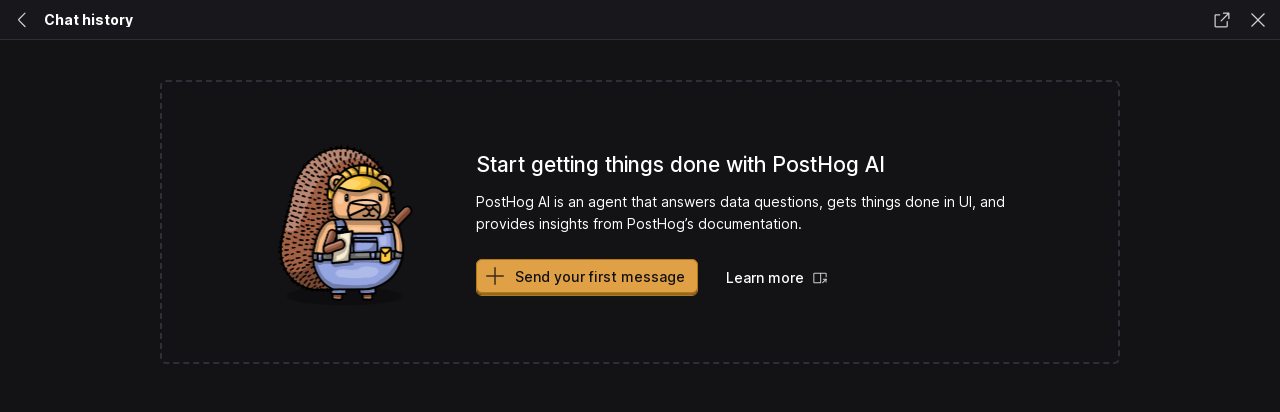 Chat history
Start getting things done with PostHog AI
PostHog AI is an agent that answers data questions, gets things done in UI, and
provides insights from PostHog’s documentation.
Send your first message
Learn more